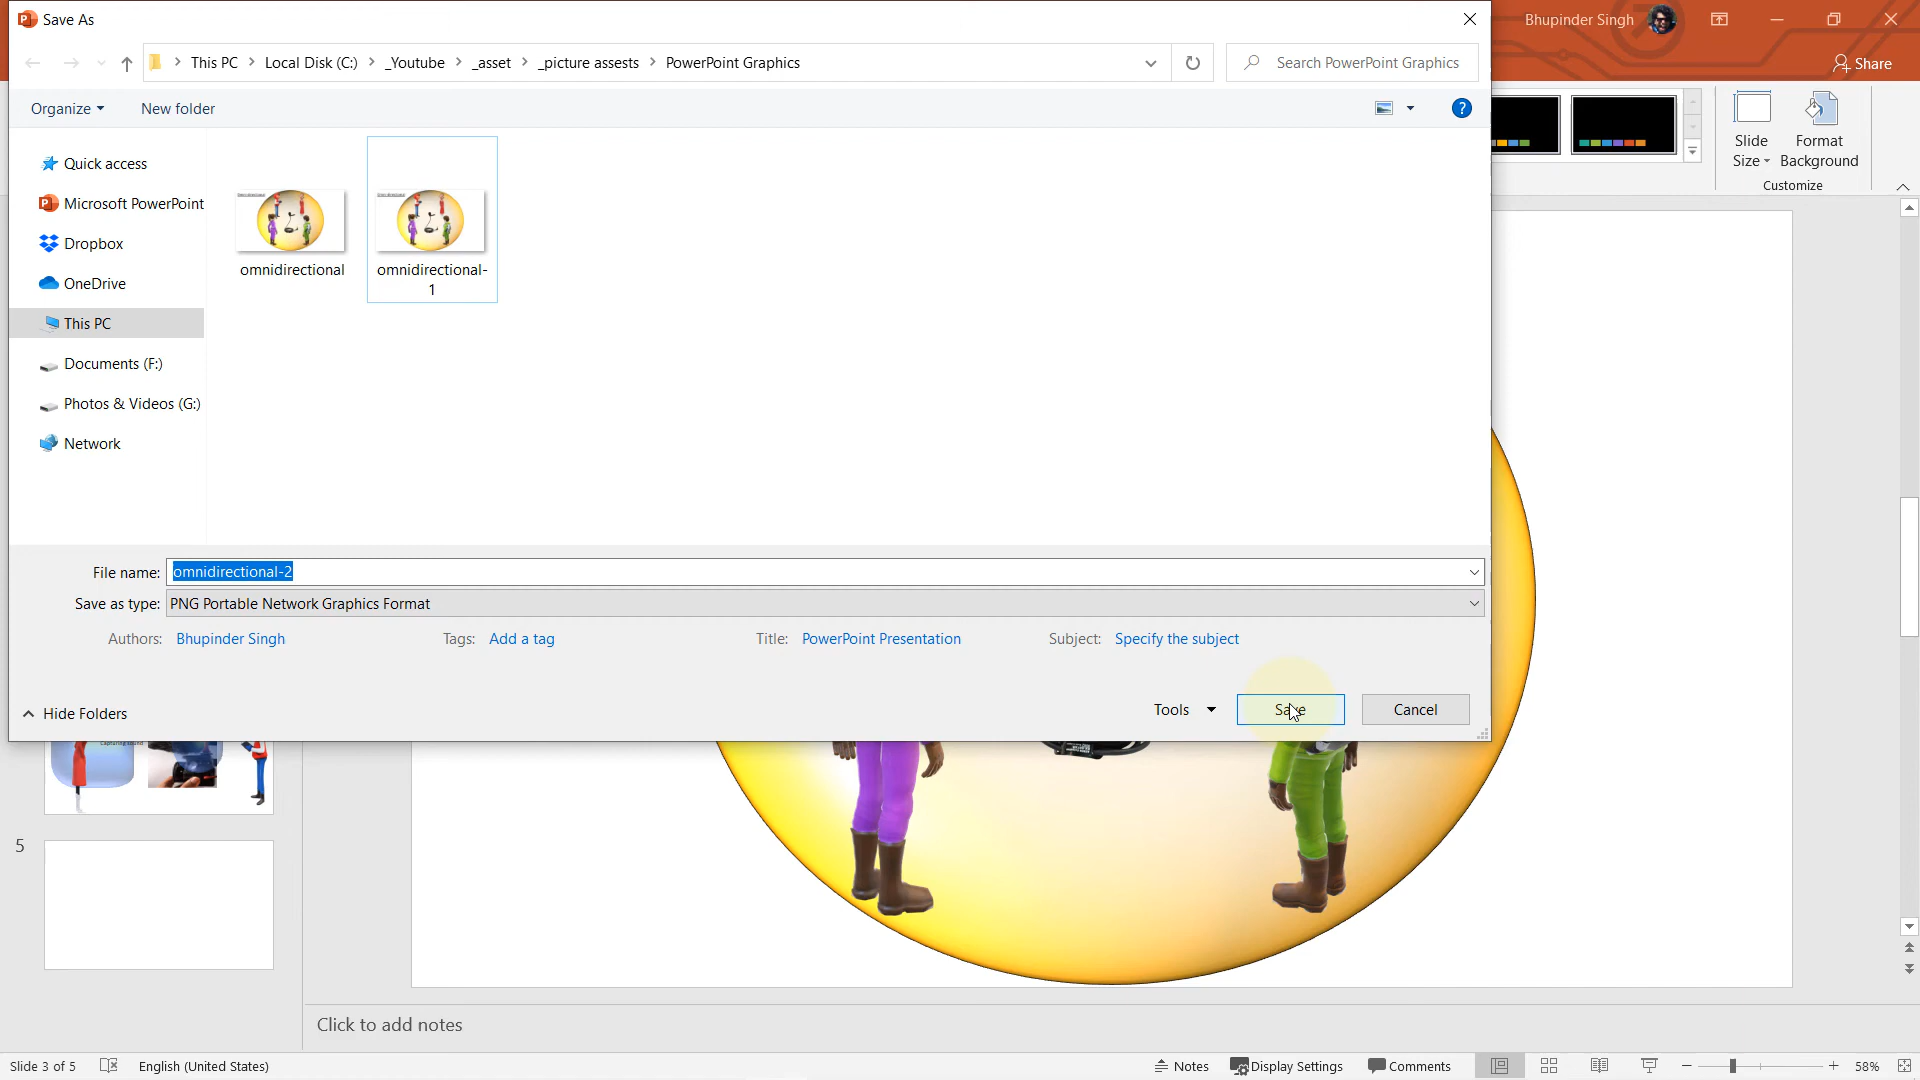 Save As
Bhupinder Singh
This PC > Local Disk (C:) > _Youtube > _asset > _picture assests > PowerPoint Graphics
Search PowerPoint Graphics
Share
Organize
New folder
?
Quick access
Microsoft PowerPoint
Dropbox
OneDrive
This PC
Documents (F:)
Photos & Videos (G:)
Network
omnidirectional
omnidirectional-
1
Slide
Size
Format
Background
Customize
File name: omnidirectional-2
Save as type: PNG Portable Network Graphics Format
Authors: Bhupinder Singh
Tags: Add a tag
Title: PowerPoint Presentation
Subject: Specify the subject
Hide Folders
Tools
Save
Cancel
Capturing sound
5
Click to add notes
Slide 3 of 5
English (United States)
Notes
Display Settings
Comments
58%